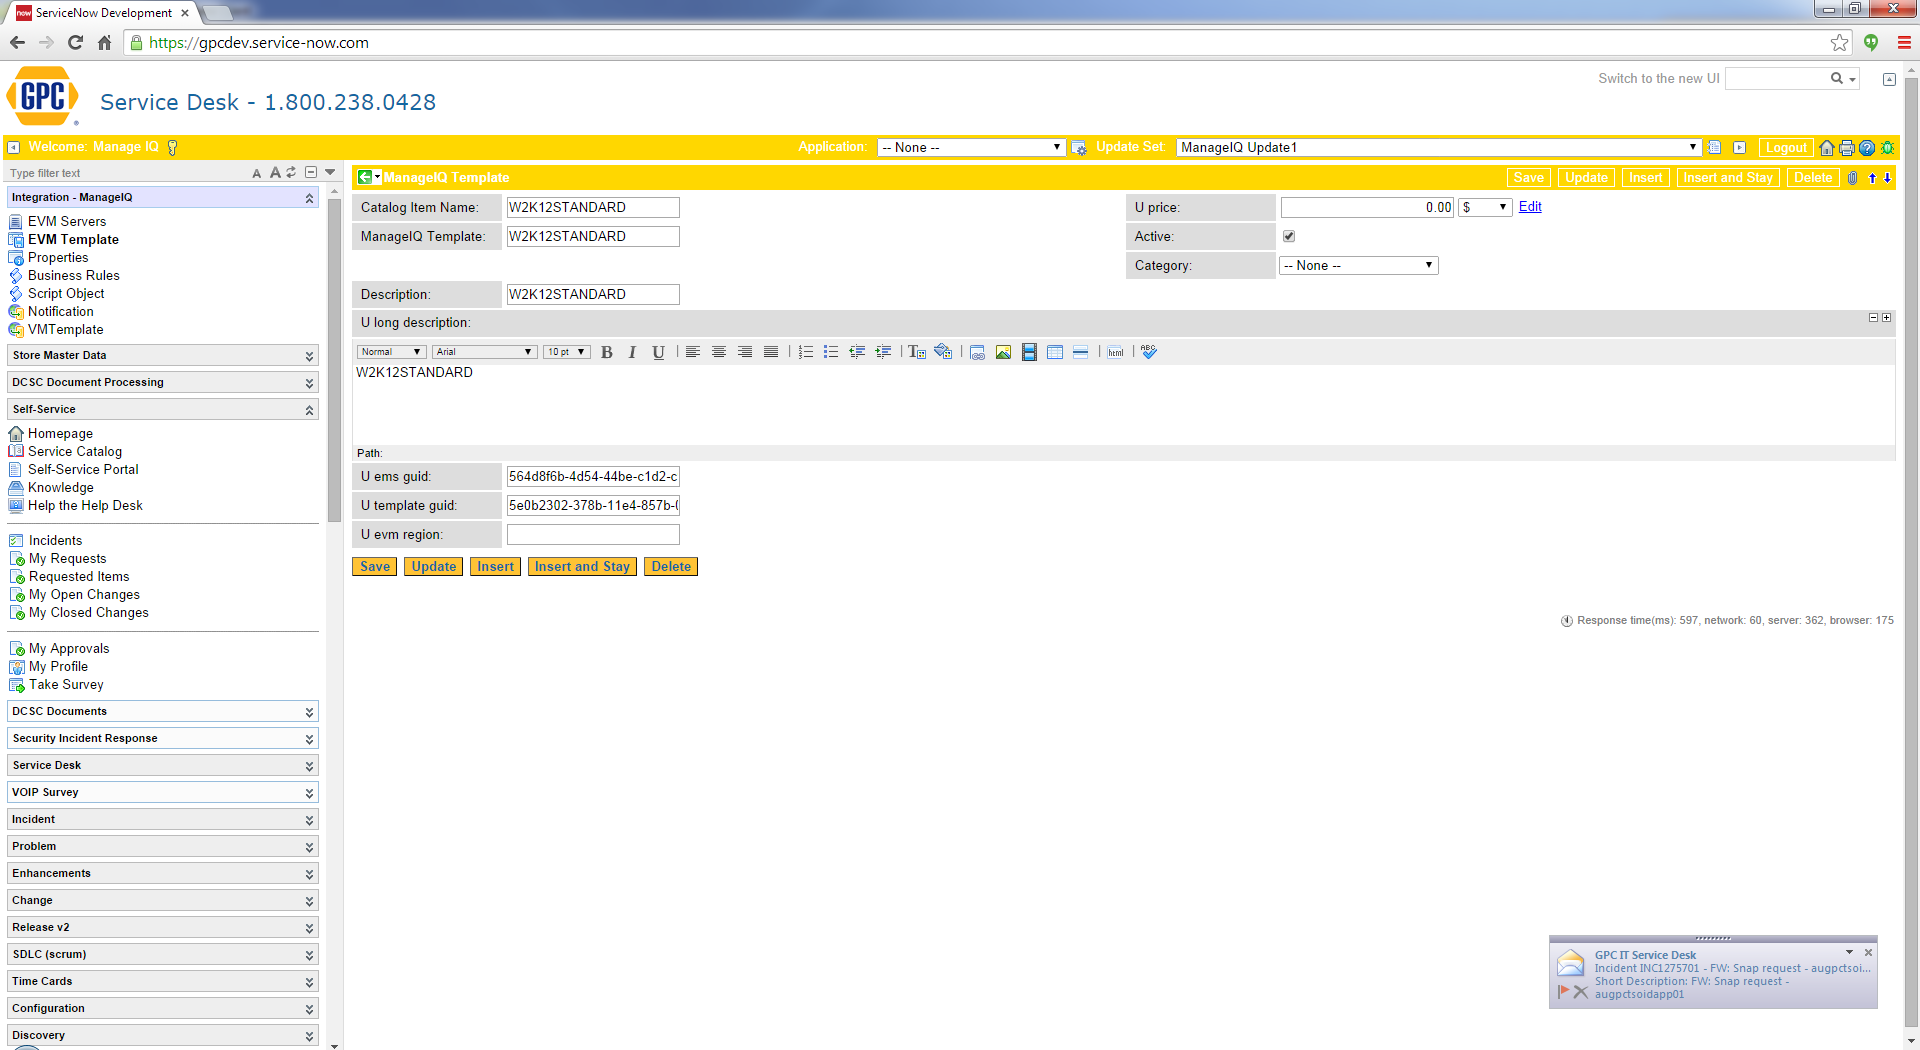 now ServiceNow Development
https://gpcdev.service-now.com
GPC
Service Desk - 1.800.238.0428
Switch to the new UI
Welcome: Manage IQ
Application: -- None --
Update Set: ManageIQ Update1
Logout
Type filter text
A A
Integration - ManageIQ
EVM Servers
EVM Template
Properties
Business Rules
Script Object
Notification
VMTemplate
Store Master Data
DCSC Document Processing
Self-Service
Homepage
Service Catalog
Self-Service Portal
Knowledge
Help the Help Desk
Incidents
My Requests
Requested Items
My Open Changes
My Closed Changes
My Approvals
My Profile
Take Survey
DCSC Documents
Security Incident Response
Service Desk
VOIP Survey
Incident
Problem
Enhancements
Change
Release v2
SDLC (scrum)
Time Cards
Configuration
Discovery
ManageIQ Template
Save Update Insert Insert and Stay Delete
Catalog Item Name: W2K12STANDARD
ManageIQ Template: W2K12STANDARD
U price: 0.00 $ Edit
Active:
Category: -- None --
Description: W2K12STANDARD
U long description:
Normal Arial 10 pt B I U html ABC
W2K12STANDARD
Path:
U ems guid: 564d8f6b-4d54-44be-c1d2-c
U template guid: 5e0b2302-378b-11e4-857b-
U evm region:
Save Update Insert Insert and Stay Delete
Response time(ms): 597, network: 60, server: 362, browser: 175
GPC IT Service Desk
Incident INC1275701 - FW: Snap request - augpctsoi...
Short Description: FW: Snap request -
augpctsoidapp01